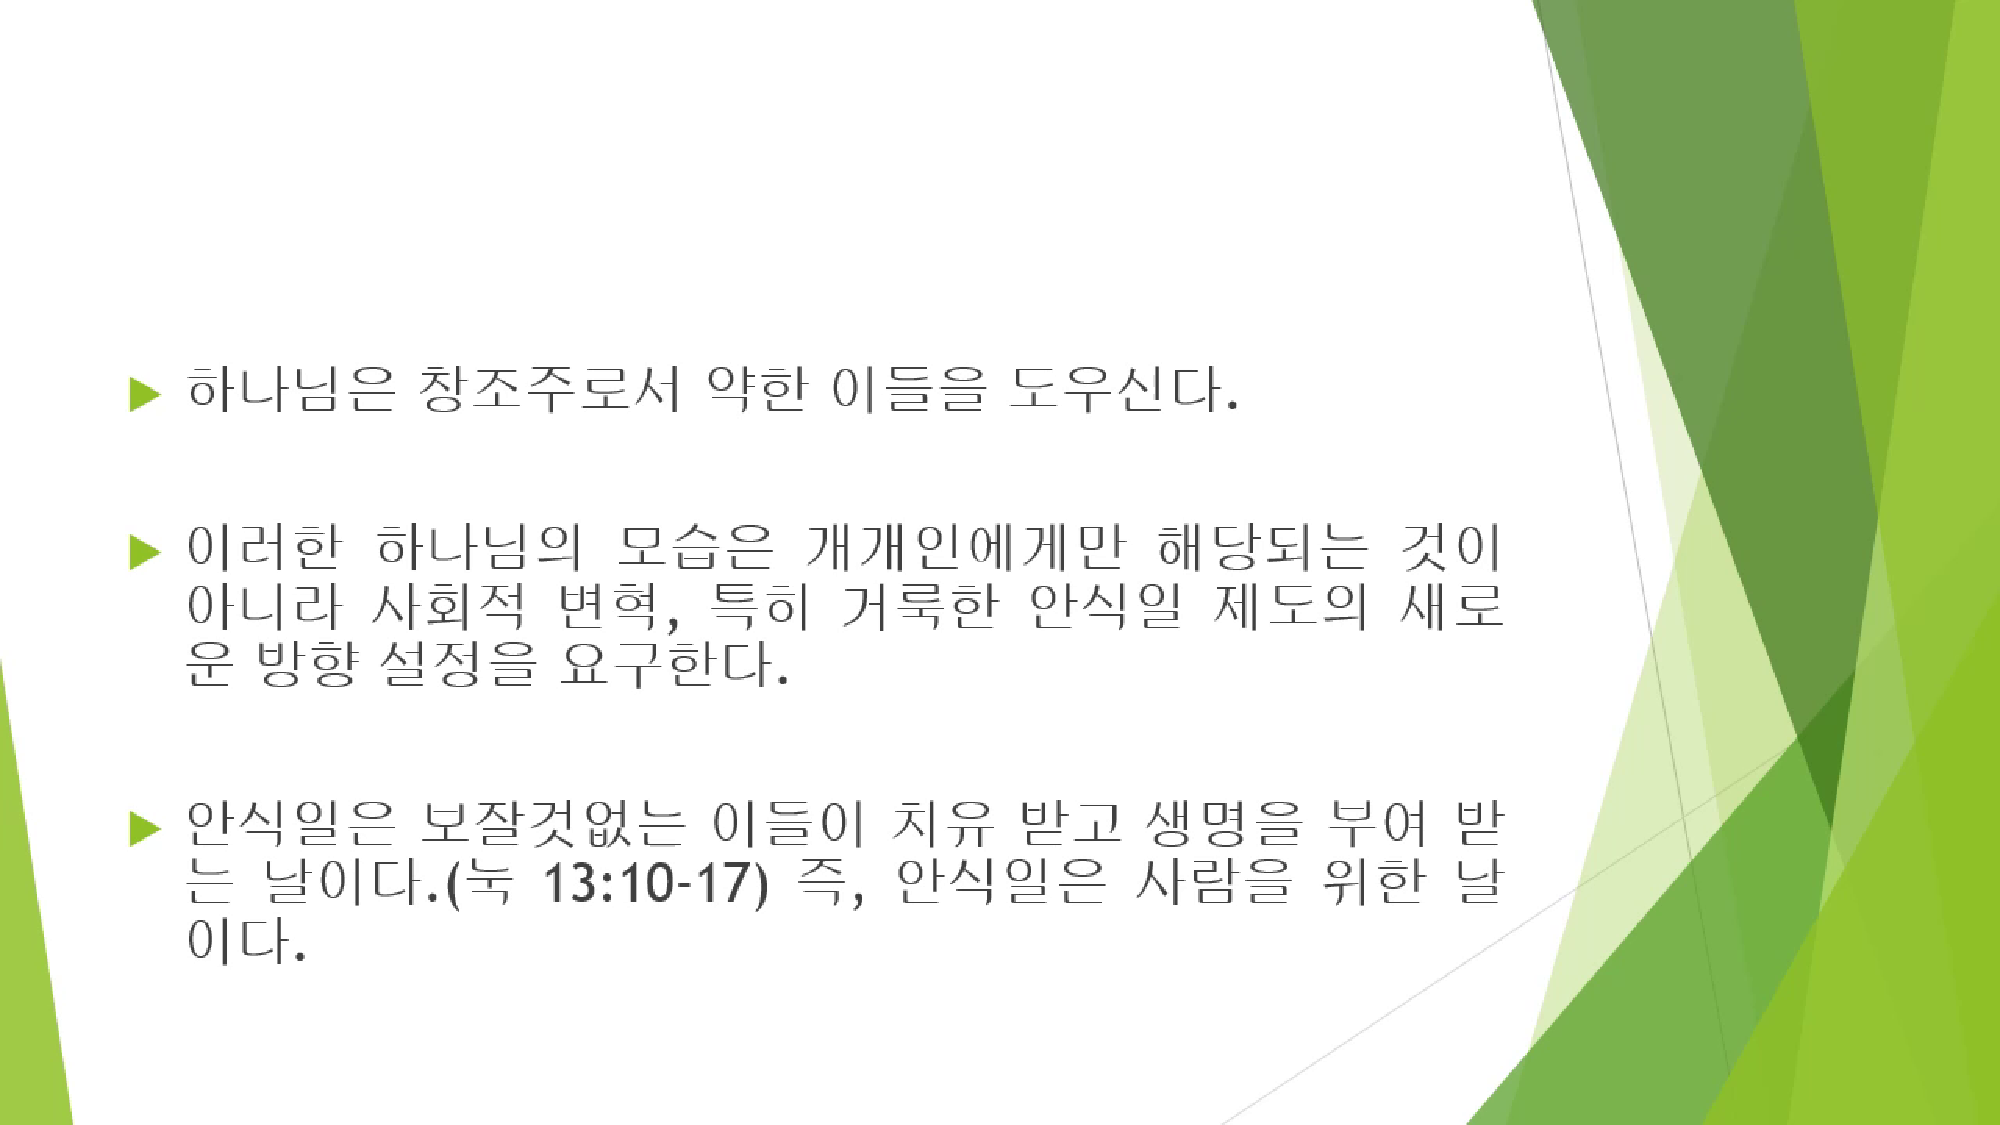 하나님은 창조주로서 약한 이들을 도우신다.
이러한 하나님의 모습은 개개인에게만 해당되는 것이
아니라 사회적 변혁, 특히 거룩한 안식일 제도의 새로
운 방향 설정을 요구한다.
안식일은 보잘것없는 이들이 치유 받고 생명을 부여 받
는 날이다.(눅 13:10-17) 즉, 안식일은 사람을 위한 날
이다.